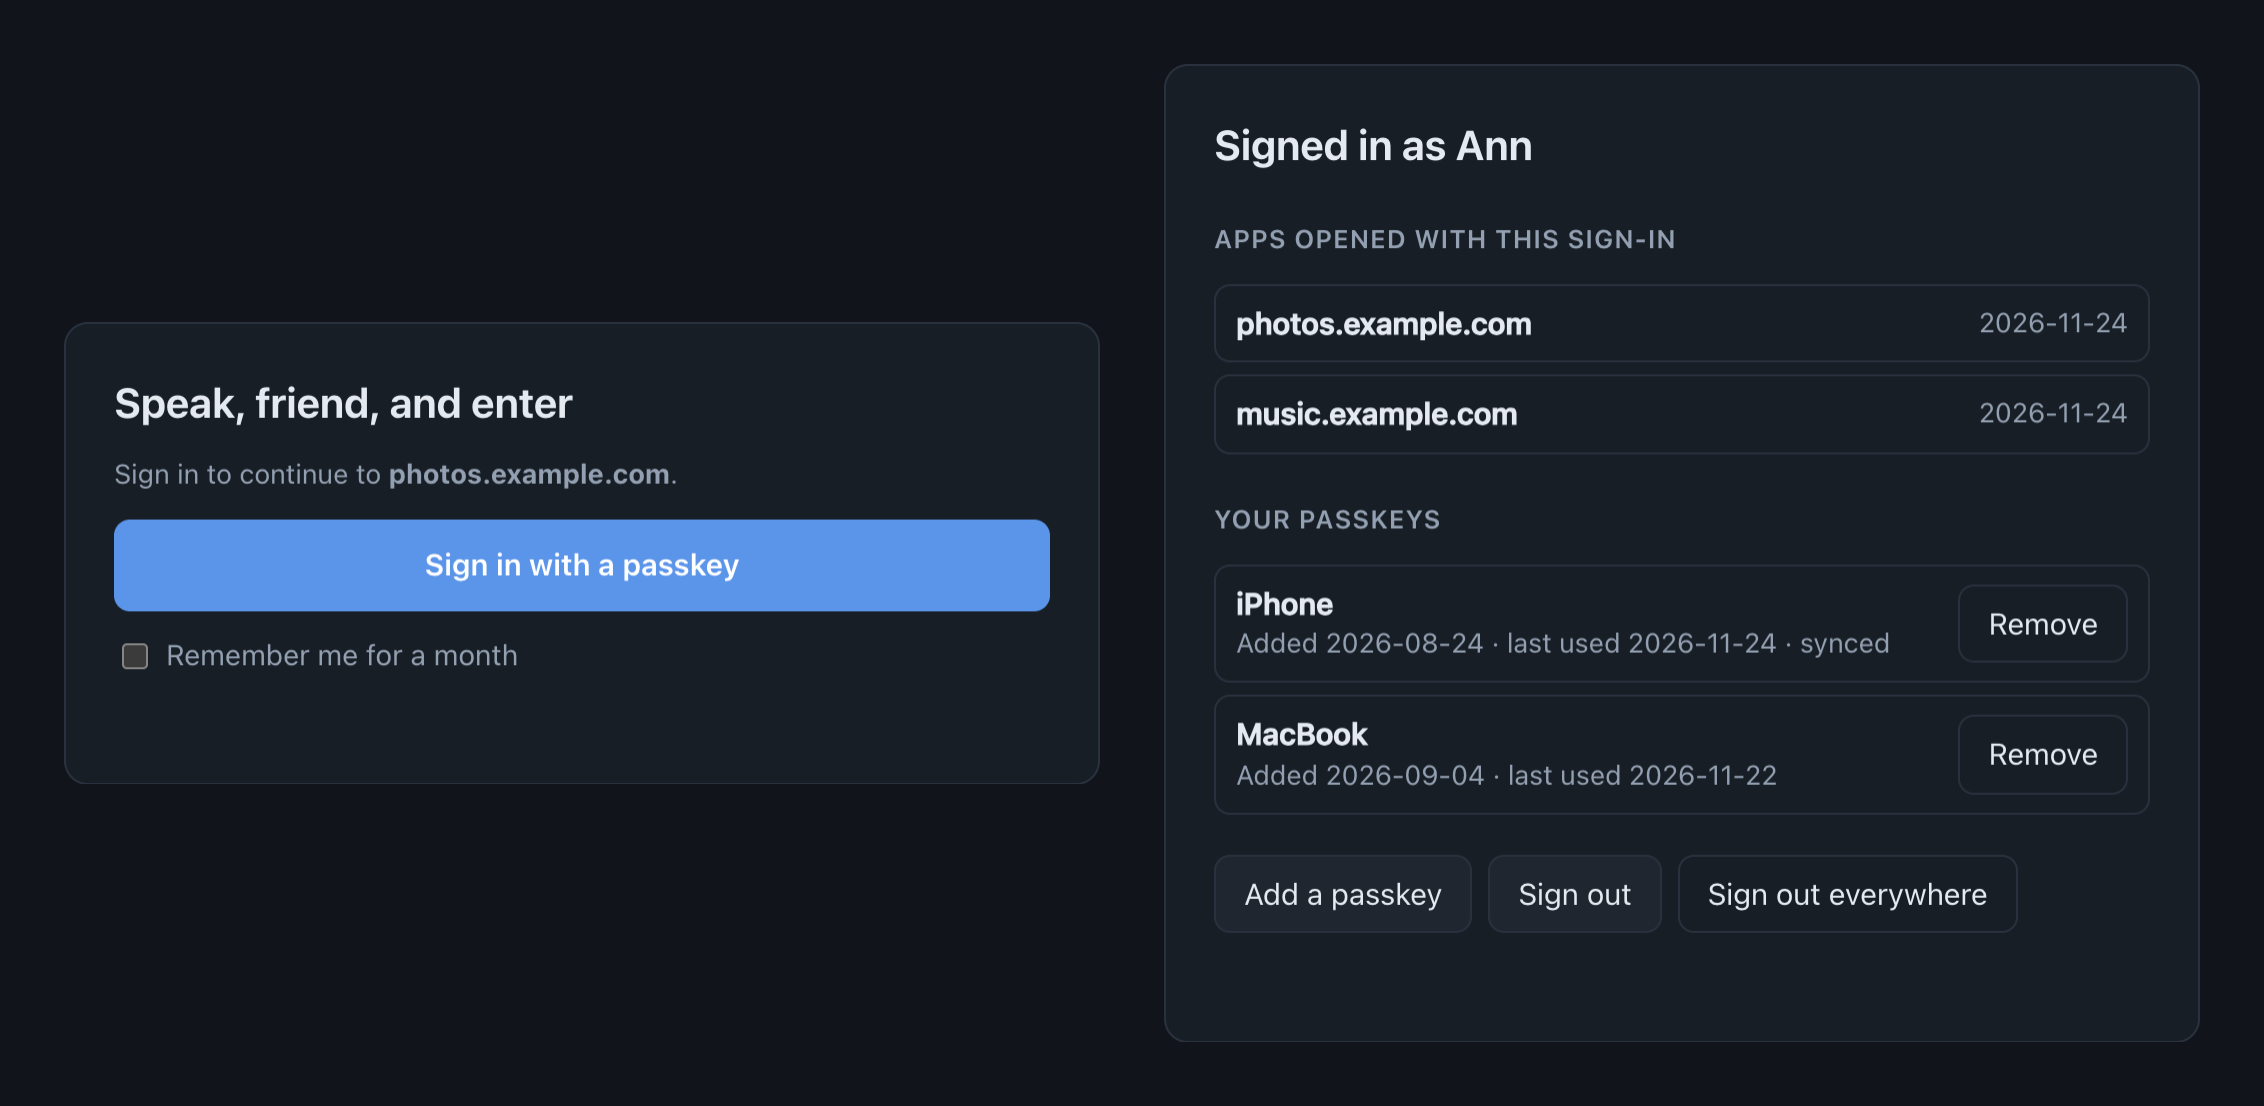 Speak, friend, and enter
Sign in to continue to photos.example.com.
Sign in with a passkey
Remember me for a month
Signed in as Ann
APPS OPENED WITH THIS SIGN-IN
photos.example.com 2026-11-24
music.example.com 2026-11-24
YOUR PASSKEYS
iPhone
Added 2026-08-24 · last used 2026-11-24 · synced
Remove
MacBook
Added 2026-09-04 · last used 2026-11-22
Remove
Add a passkey Sign out Sign out everywhere